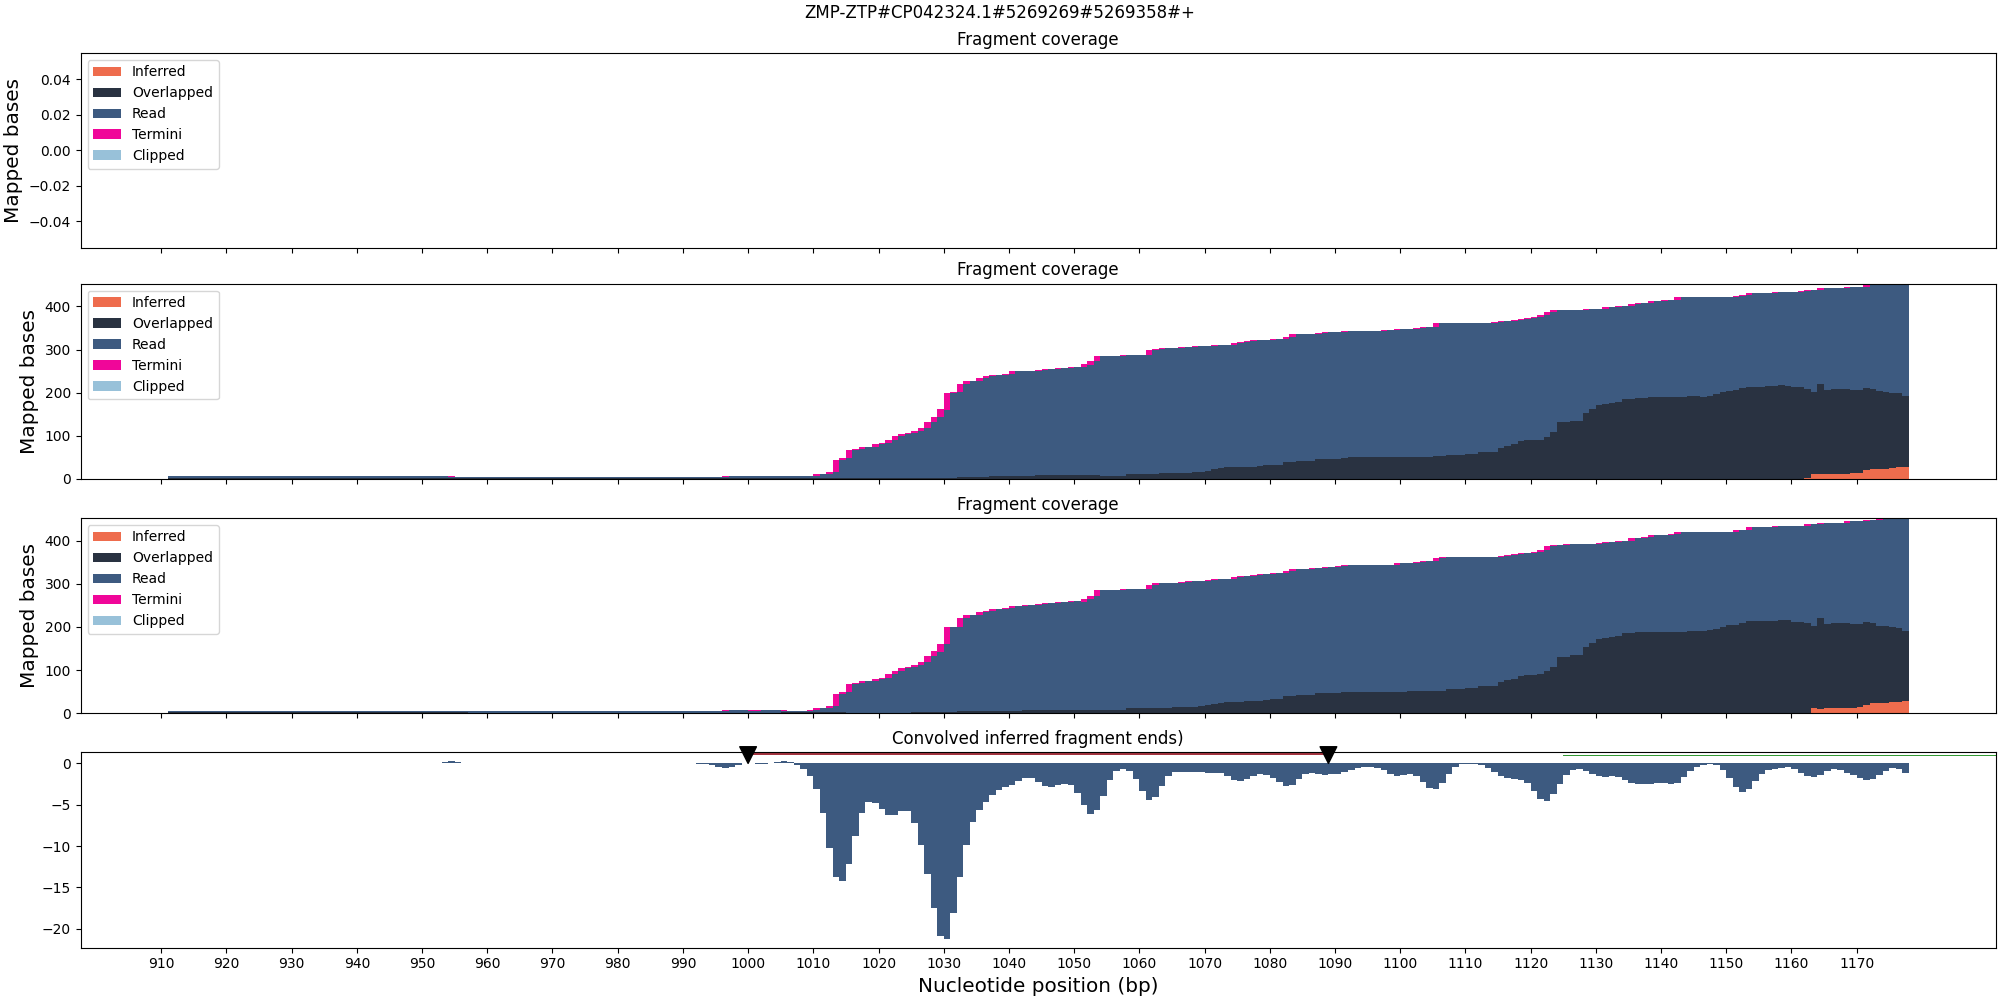 ZMP-ZTP#CP042324.1#5269269#5269358#+
Fragment coverage
Mapped bases
0.04
0.02
0.00
−0.02
−0.04
Inferred
Overlapped
Read
Termini
Clipped
Fragment coverage
Mapped bases
400
300
200
100
0
Inferred
Overlapped
Read
Termini
Clipped
Fragment coverage
Mapped bases
400
300
200
100
0
Inferred
Overlapped
Read
Termini
Clipped
Convolved inferred fragment ends)
0
−5
−10
−15
−20
910 920 930 940 950 960 970 980 990 1000 1010 1020 1030 1040 1050 1060 1070 1080 1090 1100 1110 1120 1130 1140 1150 1160 1170
Nucleotide position (bp)